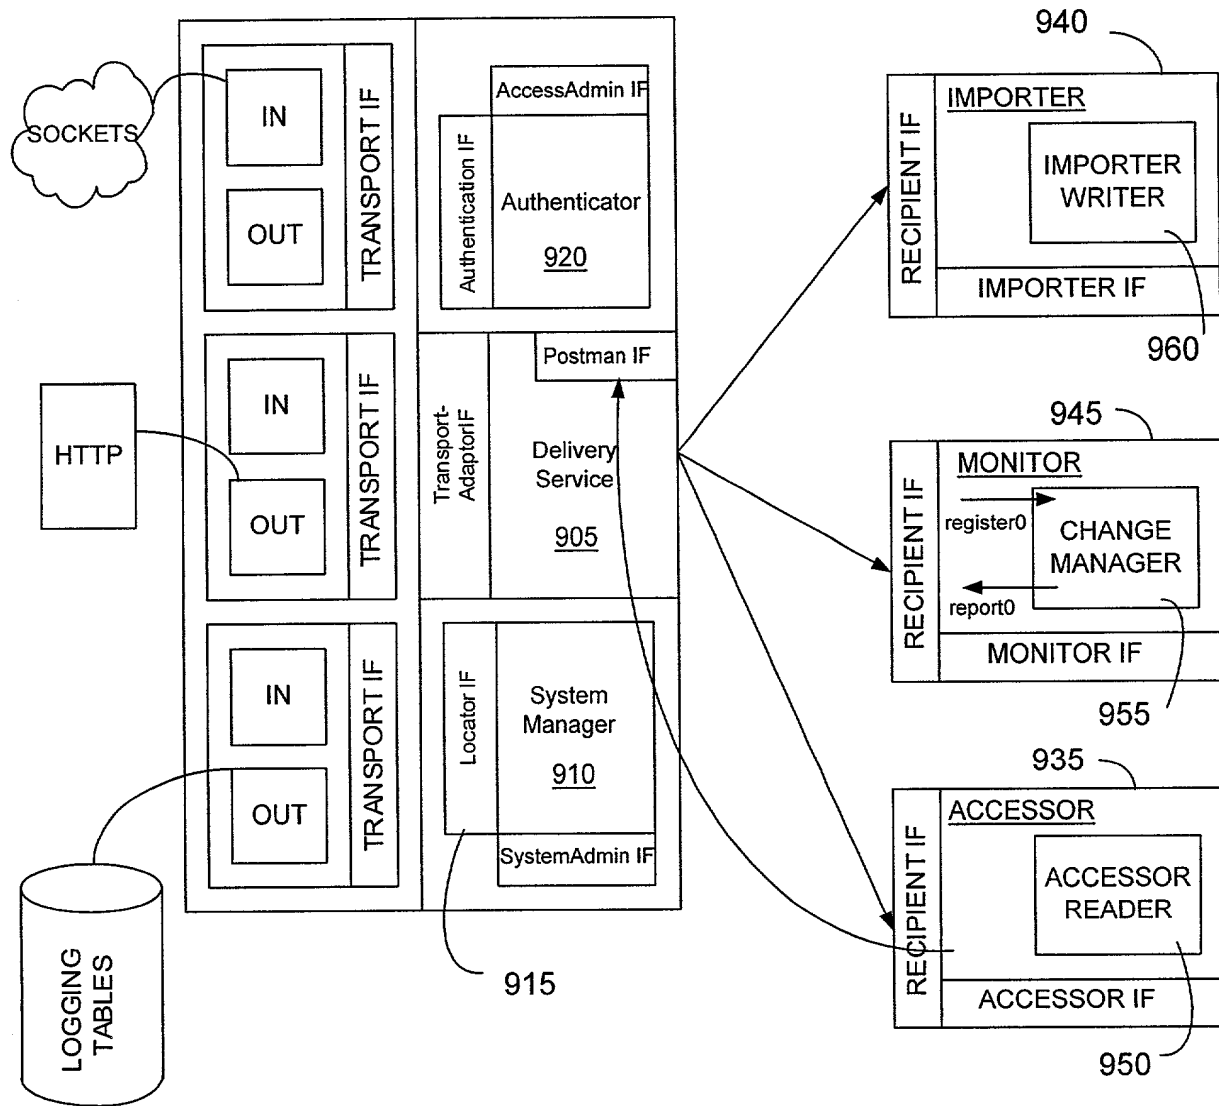 SOCKETS
IN
OUT
TRANSPORT IF
HTTP
IN
OUT
TRANSPORT IF
LOGGING
TABLES
IN
OUT
TRANSPORT IF
AccessAdmin IF
Authentication IF
Authenticator
920
Postman IF
Transport-
AdaptorIF
Delivery
Service
905
Locator IF
System
Manager
910
SystemAdmin IF
915
940
RECIPIENT IF
IMPORTER
IMPORTER
WRITER
IMPORTER IF
960
945
RECIPIENT IF
MONITOR
register0
CHANGE
MANAGER
report0
MONITOR IF
955
935
RECIPIENT IF
ACCESSOR
ACCESSOR
READER
ACCESSOR IF
950